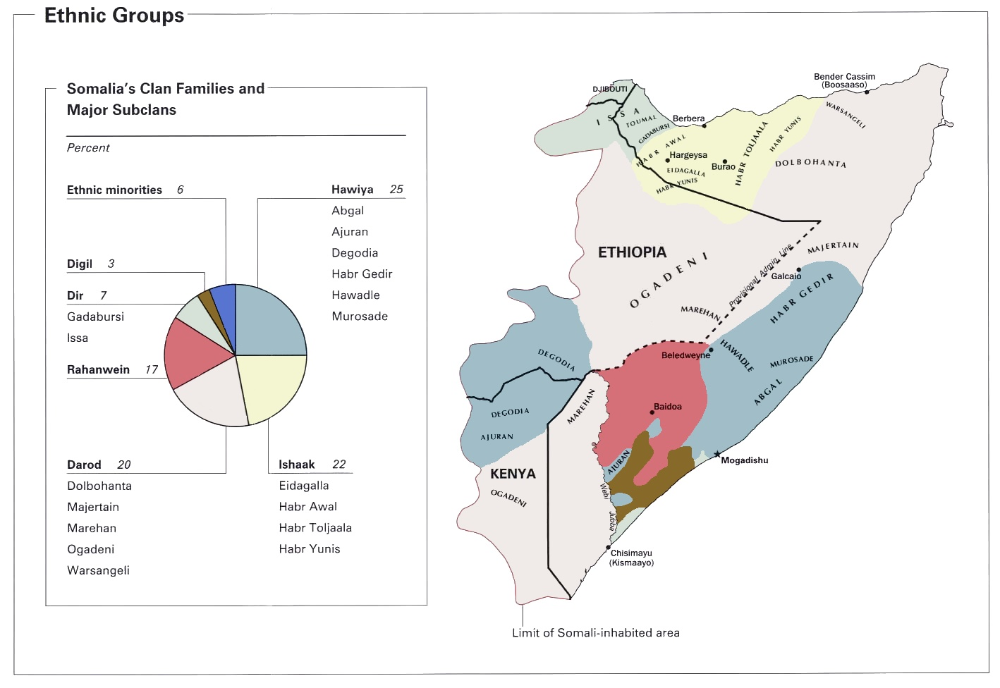 Ethnic Groups
Somalia's Clan Families and
Major Subclans
Percent
Ethnic minorities 6
Hawiya 25
Abgal
Ajuran
Degodia
Habr Gedir
Hawadle
Murosade
Digil 3
Dir 7
Gadabursi
Issa
Rahanwein 17
Darod 20
Dolbohanta
Majertain
Marehan
Ogadeni
Warsangeli
Ishaak 22
Eidagalla
Habr Awal
Habr Toljaala
Habr Yunis
Bender Cassim
(Boosaaso)
DJIBOUTI
ISSA
TOUMAL
GADABURSI
Berbera
WARSANGELI
HABR AWAL
Hargeysa
EIDAGALLA
HABR YUNIS
Burao
HABR TOLJAALA
HABR YUNIS
DOLBOHANTA
ETHIOPIA
OGADENI
MAJERTAIN
Provisional Admin. Line
Galcaio
HABR GEDIR
MAREHAN
Beledweyne
HAWADLE
MUROSADE
ABGAL
DEGODIA
DEGODIA
AJURAN
MAREHAN
Baidoa
AJURAN
Mogadishu
KENYA
OGADENI
Webi
Jubba
Chisimayu
(Kismaayo)
Limit of Somali-inhabited area